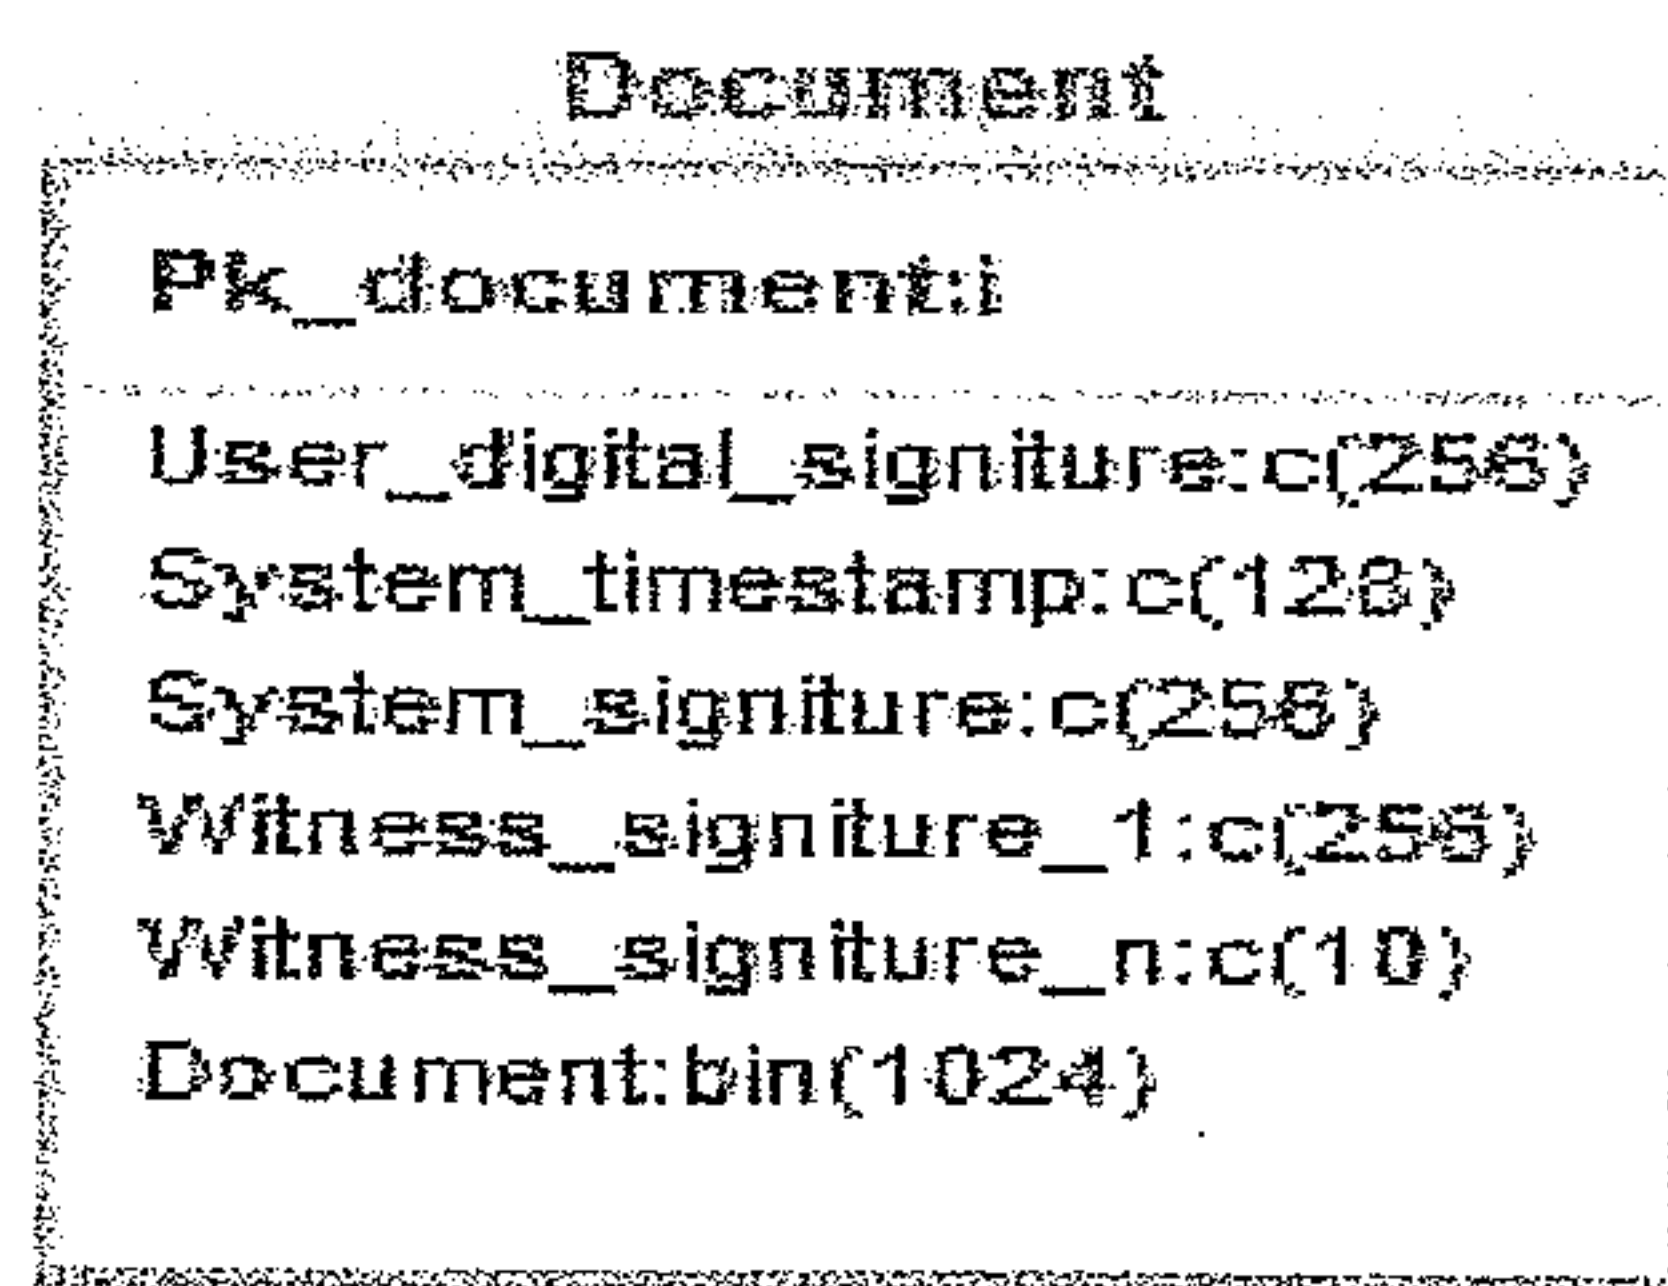 Document
Pk_document:i
User_digital_signiture:c(256)
System_timestamp:c(128)
System_signiture:c(256)
Witness_signiture_1:c(256)
Witness_signiture_n:c(10)
Document:bin(1024)